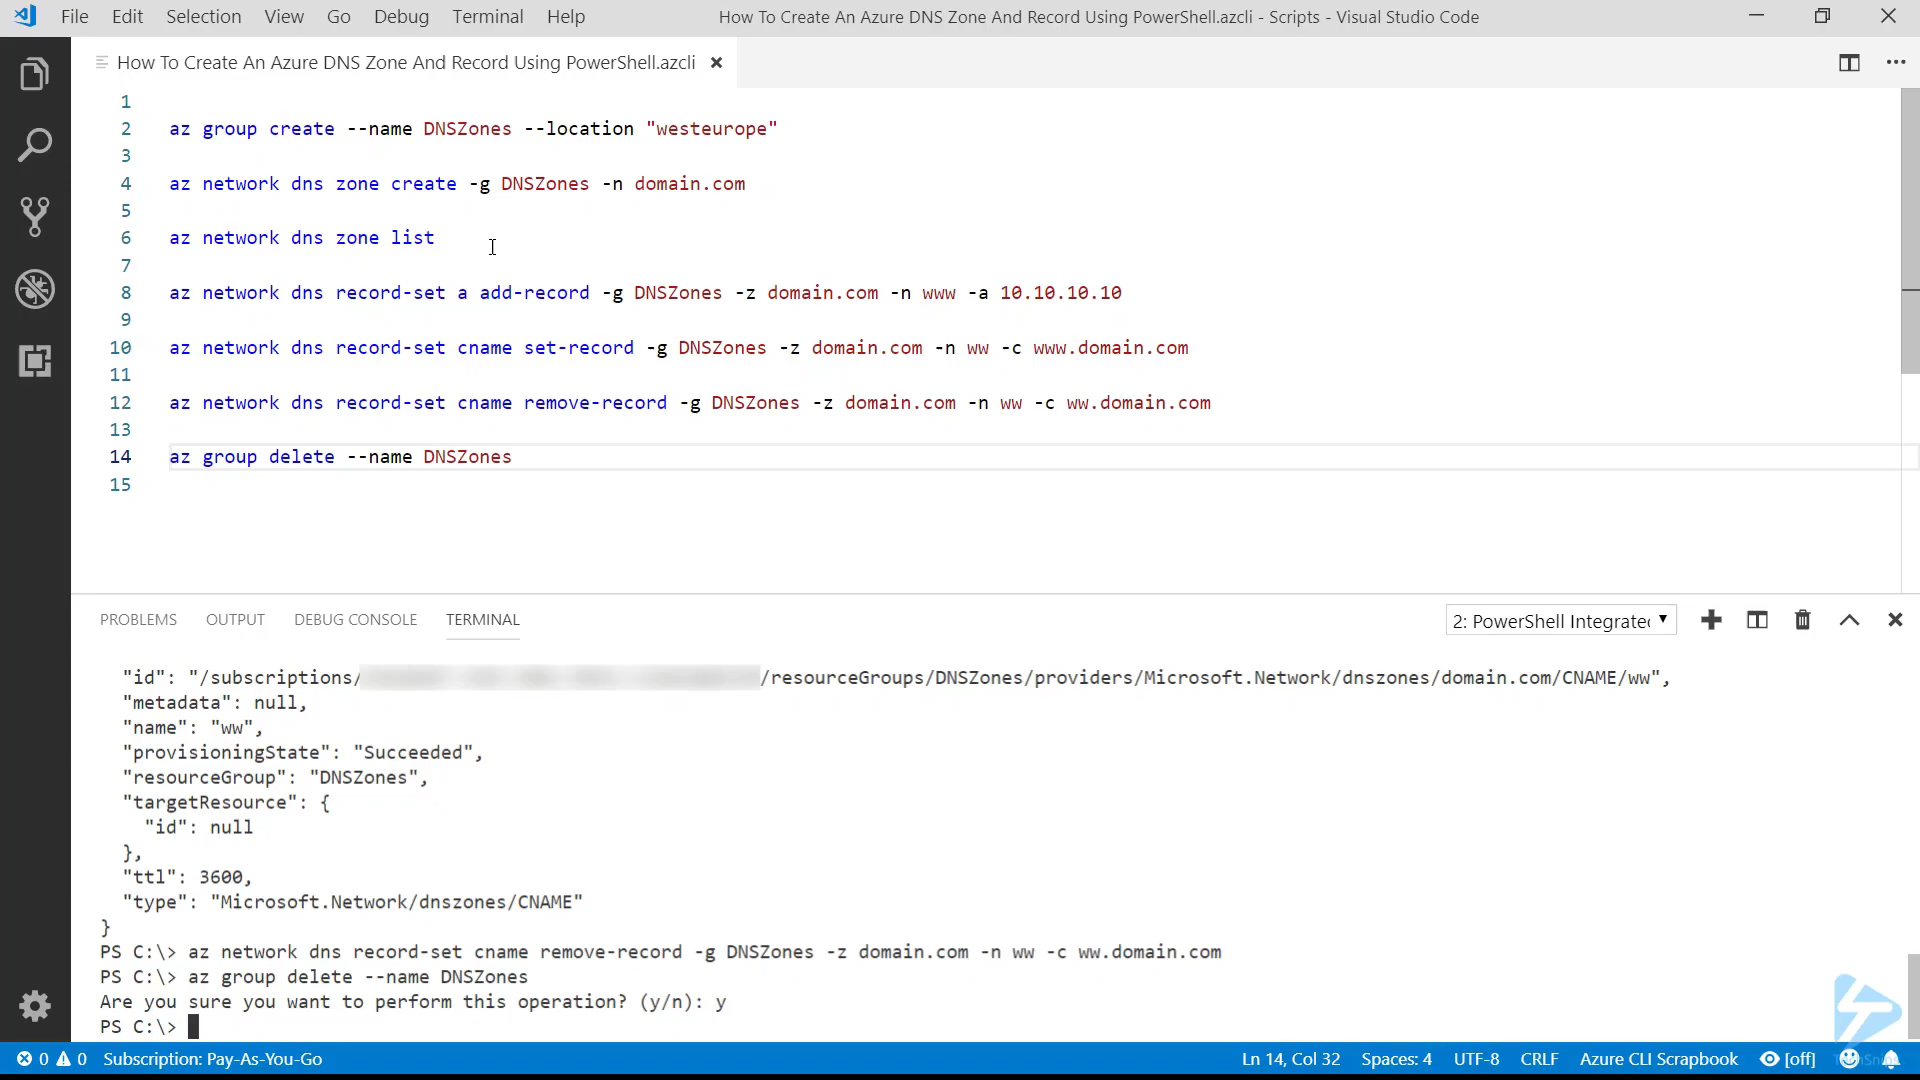 File Edit Selection View Go Debug Terminal Help How To Create An Azure DNS Zone And Record Using PowerShell.azcli - Scripts - Visual Studio Code
How To Create An Azure DNS Zone And Record Using PowerShell.azcli
1
2 az group create --name DNSZones --location "westeurope"
3
4 az network dns zone create -g DNSZones -n domain.com
5
6 az network dns zone list
7
8 az network dns record-set a add-record -g DNSZones -z domain.com -n www -a 10.10.10.10
9
10 az network dns record-set cname set-record -g DNSZones -z domain.com -n ww -c www.domain.com
11
12 az network dns record-set cname remove-record -g DNSZones -z domain.com -n ww -c ww.domain.com
13
14 az group delete --name DNSZones
15
PROBLEMS OUTPUT DEBUG CONSOLE TERMINAL 2: PowerShell Integrated
"id": "/subscriptions/ /resourceGroups/DNSZones/providers/Microsoft.Network/dnszones/domain.com/CNAME/ww",
"metadata": null,
"name": "ww",
"provisioningState": "Succeeded",
"resourceGroup": "DNSZones",
"targetResource": {
"id": null
},
"ttl": 3600,
"type": "Microsoft.Network/dnszones/CNAME"
}
PS C:\> az network dns record-set cname remove-record -g DNSZones -z domain.com -n ww -c ww.domain.com
PS C:\> az group delete --name DNSZones
Are you sure you want to perform this operation? (y/n): y
PS C:\>
0 0 Subscription: Pay-As-You-Go Ln 14, Col 32 Spaces: 4 UTF-8 CRLF Azure CLI Scrapbook [off]